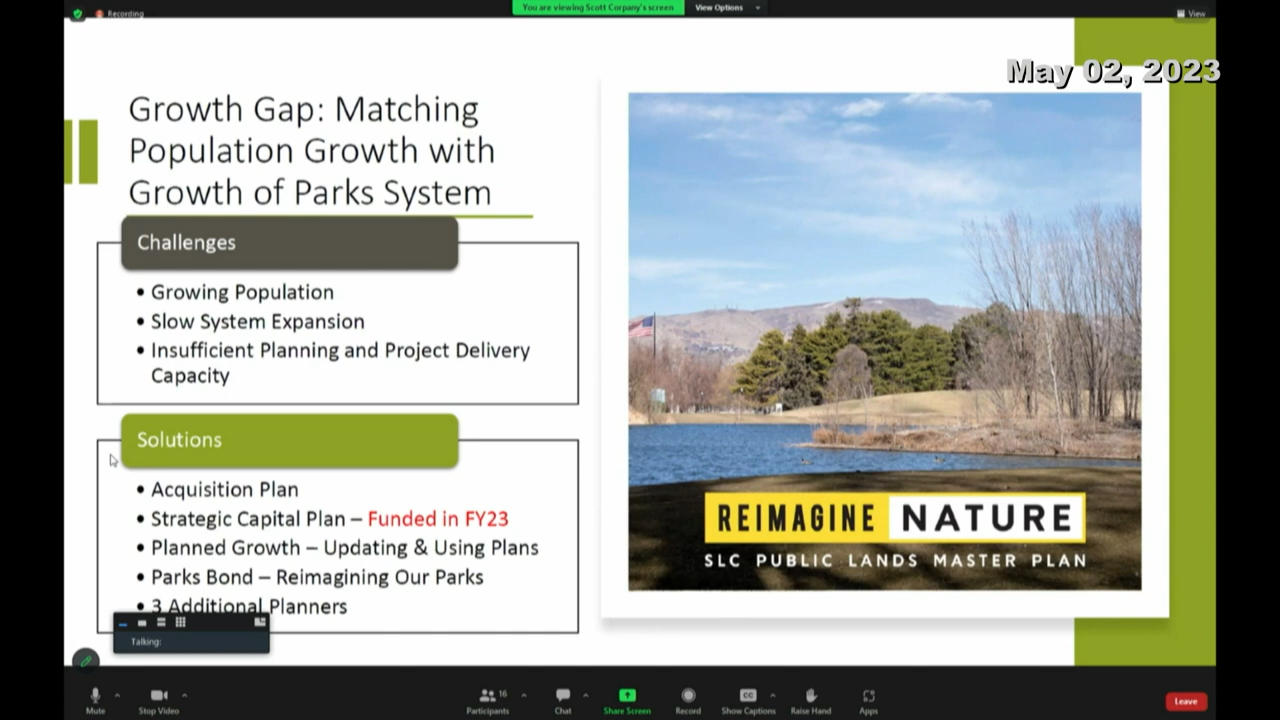 Recording
You are viewing Scott Corpany's screen
View Options
View
May 02, 2023
Growth Gap: Matching
Population Growth with
Growth of Parks System
Challenges
• Growing Population
• Slow System Expansion
• Insufficient Planning and Project Delivery
Capacity
Solutions
• Acquisition Plan
• Strategic Capital Plan – Funded in FY23
• Planned Growth – Updating & Using Plans
• Parks Bond – Reimagining Our Parks
• 3 Additional Planners
REIMAGINE NATURE
SLC PUBLIC LANDS MASTER PLAN
Talking:
Mute
Stop Video
Participants
16
Chat
Share Screen
Record
CC
Show Captions
Raise Hand
Apps
Leave